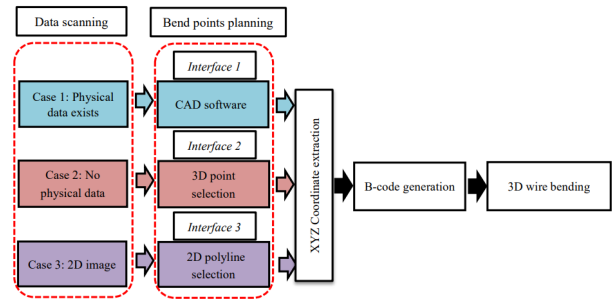 Data scanning
Bend points planning
Interface 1
Case 1: Physical
data exists
CAD software
Interface 2
Case 2: No
physical data
3D point
selection
Interface 3
Case 3: 2D image
2D polyline
selection
XYZ Coordinate extraction
B-code generation
3D wire bending